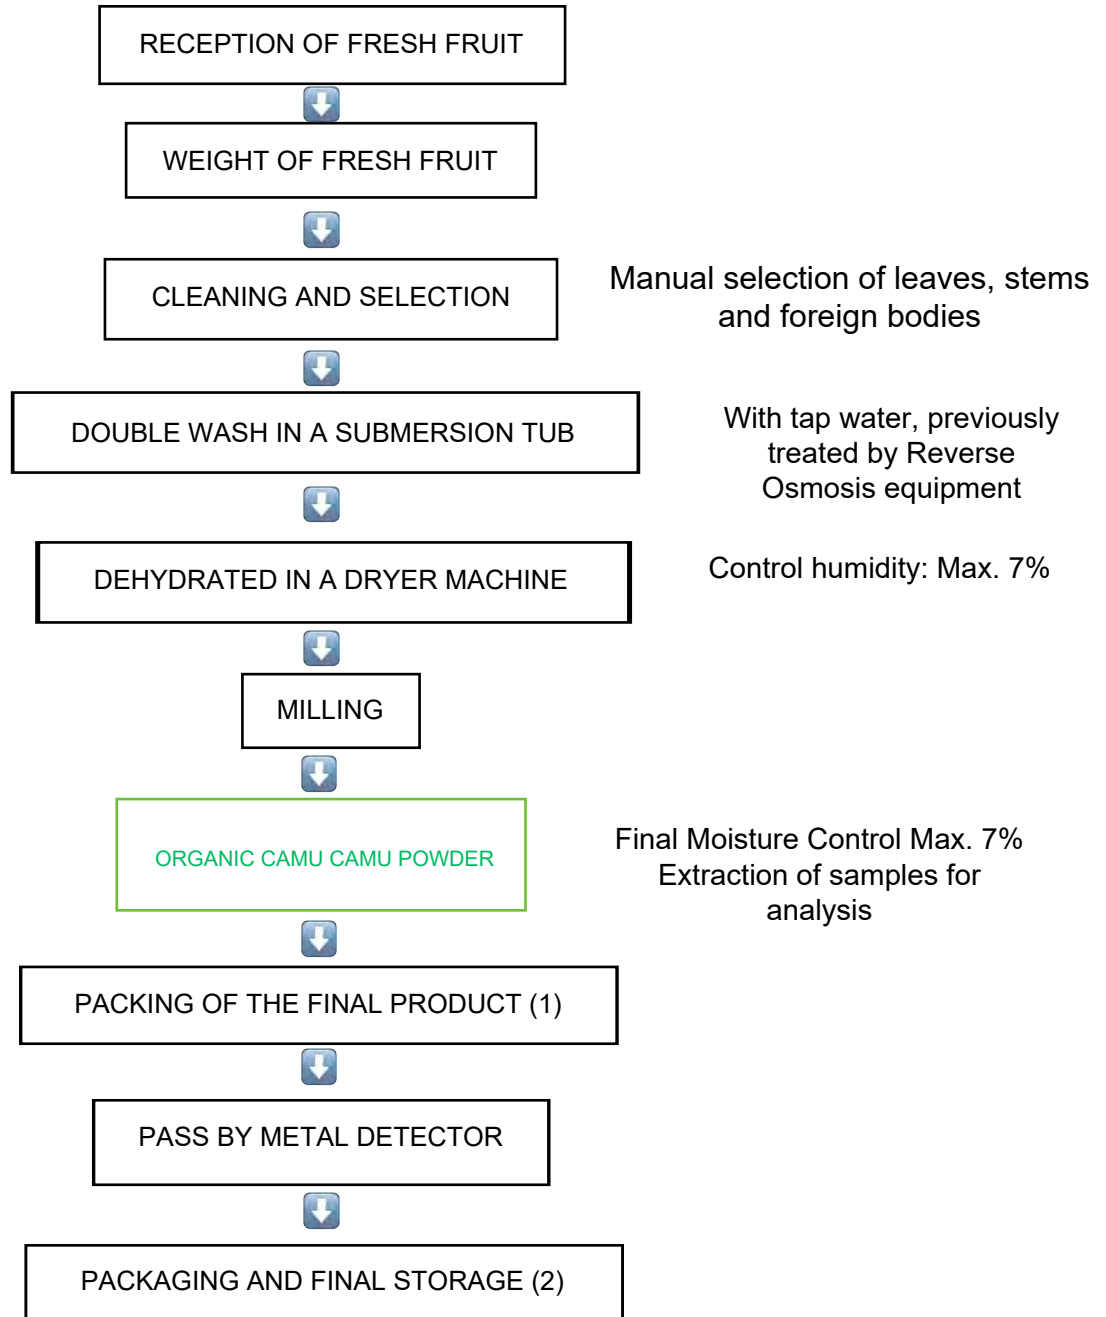 RECEPTION OF FRESH FRUIT
WEIGHT OF FRESH FRUIT
CLEANING AND SELECTION
Manual selection of leaves, stems
and foreign bodies
DOUBLE WASH IN A SUBMERSION TUB
With tap water, previously
treated by Reverse
Osmosis equipment
DEHYDRATED IN A DRYER MACHINE
Control humidity: Max. 7%
MILLING
ORGANIC CAMU CAMU POWDER
Final Moisture Control Max. 7%
Extraction of samples for
analysis
PACKING OF THE FINAL PRODUCT (1)
PASS BY METAL DETECTOR
PACKAGING AND FINAL STORAGE (2)